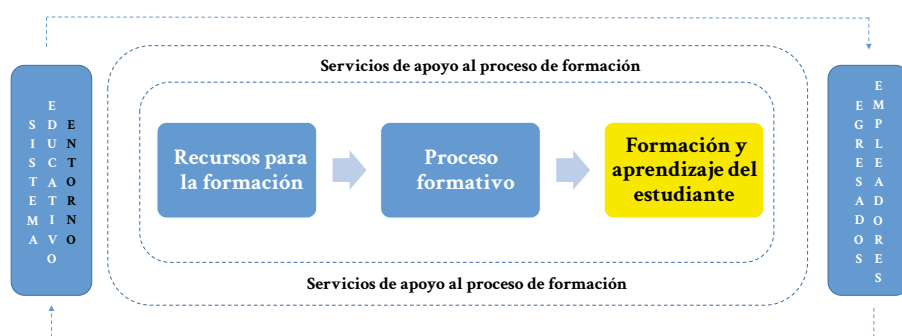 Servicios de apoyo al proceso de formación
SISTEMA
EDUCATIVO
ENTORNO
Recursos para
la formación
Proceso
formativo
Formación y
aprendizaje del
estudiante
EGRESADOS
EMPLEADORES
Servicios de apoyo al proceso de formación